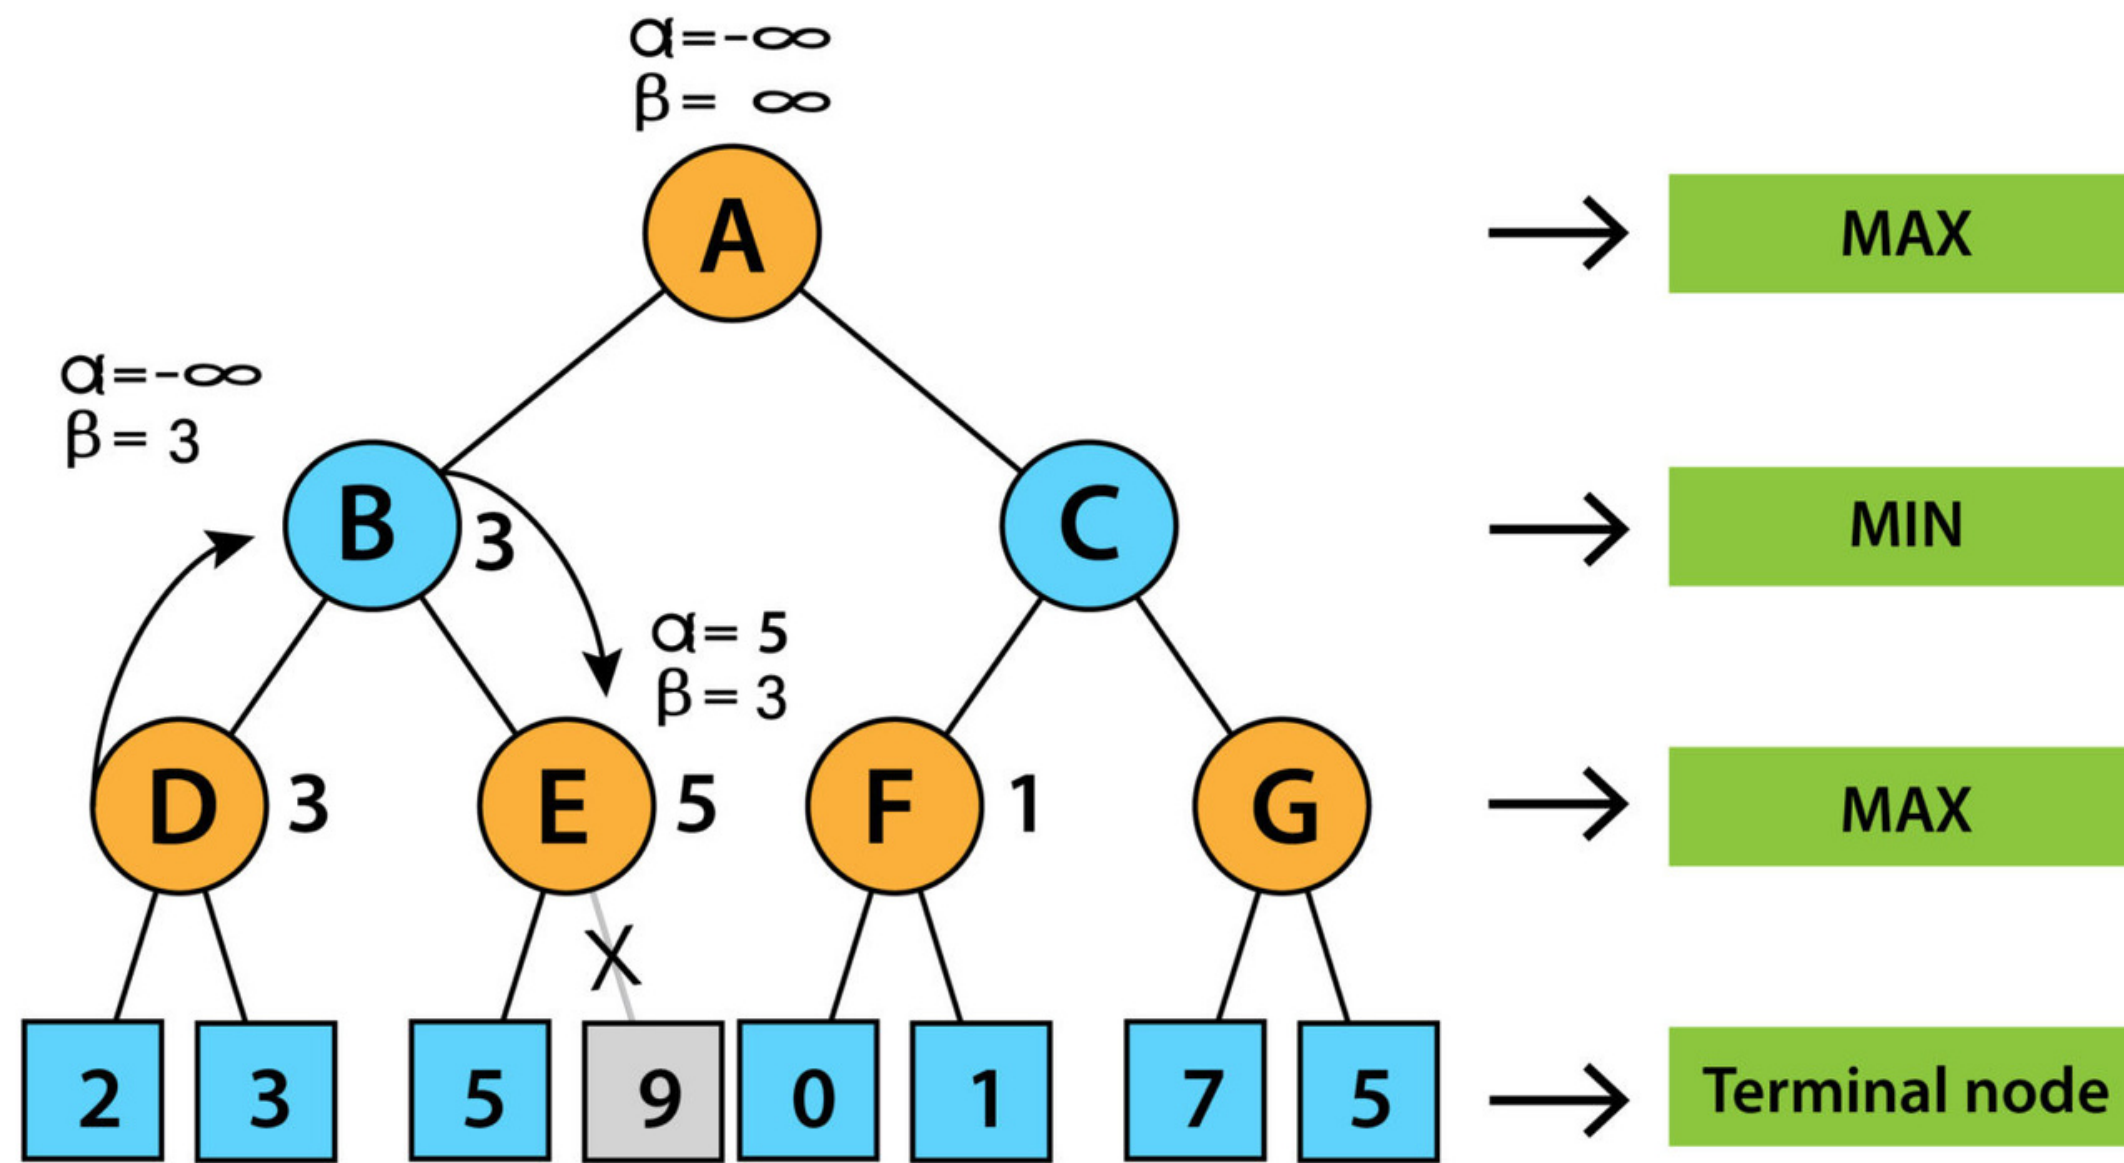 α=-∞
β= ∞
A
MAX
α=-∞
β= 3
B
3
C
MIN
α= 5
β= 3
D
3
E
5
F
1
G
MAX
X
2
3
5
9
0
1
7
5
Terminal node